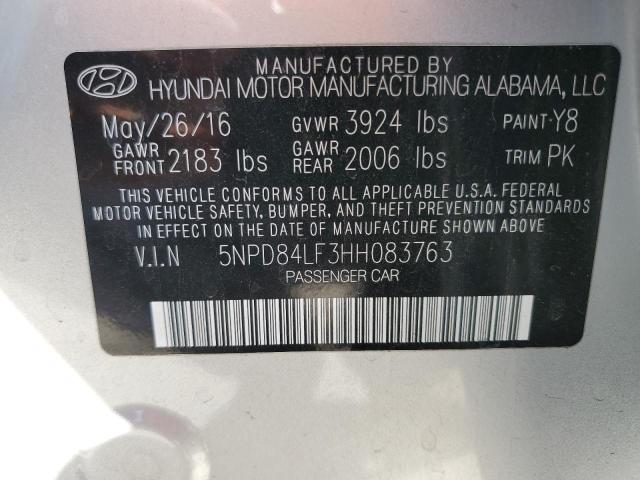 MANUFACTURED BY
HYUNDAI MOTOR MANUFACTURING ALABAMA, LLC
May/26/16 GVWR 3924 lbs PAINT-Y8
GAWR FRONT 2183 lbs GAWR REAR 2006 lbs TRIM PK
THIS VEHICLE CONFORMS TO ALL APPLICABLE U.S.A. FEDERAL
MOTOR VEHICLE SAFETY, BUMPER, AND THEFT PREVENTION
STANDARDS IN EFFECT ON THE DATE OF MANUFACTURE SHOWN ABOVE.
V.I.N 5NPD84LF3HH083763
PASSENGER CAR